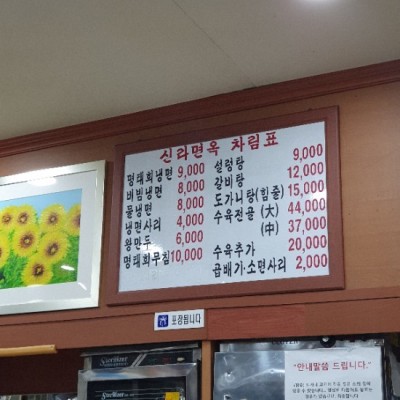 신라면옥 차림표
명태회냉면 9,000
비빔냉면 8,000
물냉면 8,000
냉면사리 4,000
왕만두 6,000
명태회무침 10,000
설렁탕 9,000
갈비탕 12,000
도가니탕(힘줄) 15,000
수육전골 (大) 44,000
(中) 37,000
수육추가 20,000
곱배기·소면사리 2,000
포장됩니다
"안내말씀 드립니다."